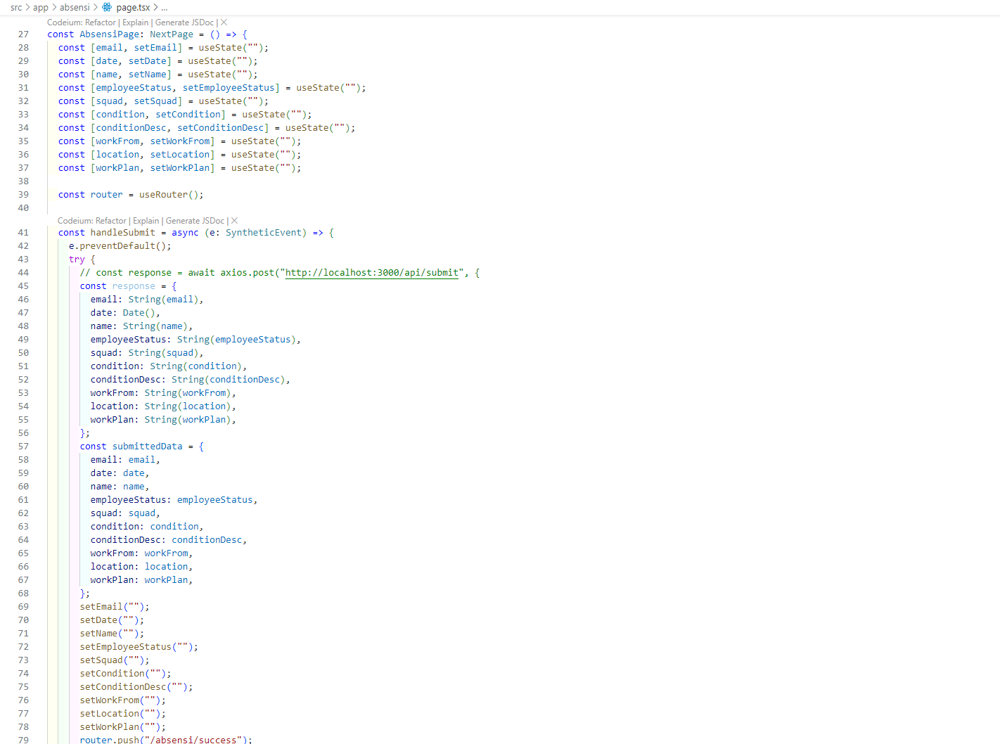 src > app > absensi > page.tsx > ...
Codeium: Refactor | Explain | Generate JSDoc | ×
27 const AbsensiPage: NextPage = () => {
28 const [email, setEmail] = useState("");
29 const [date, setDate] = useState("");
30 const [name, setName] = useState("");
31 const [employeeStatus, setEmployeeStatus] = useState("");
32 const [squad, setSquad] = useState("");
33 const [condition, setCondition] = useState("");
34 const [conditionDesc, setConditionDesc] = useState("");
35 const [workFrom, setWorkFrom] = useState("");
36 const [location, setLocation] = useState("");
37 const [workPlan, setWorkPlan] = useState("");
38
39 const router = useRouter();
40
Codeium: Refactor | Explain | Generate JSDoc | ×
41 const handleSubmit = async (e: SyntheticEvent) => {
42 e.preventDefault();
43 try {
44 // const response = await axios.post("http://localhost:3000/api/submit", {
45 const response = {
46 email: String(email),
47 date: Date(),
48 name: String(name),
49 employeeStatus: String(employeeStatus),
50 squad: String(squad),
51 condition: String(condition),
52 conditionDesc: String(conditionDesc),
53 workFrom: String(workFrom),
54 location: String(location),
55 workPlan: String(workPlan),
56 };
57 const submittedData = {
58 email: email,
59 date: date,
60 name: name,
61 employeeStatus: employeeStatus,
62 squad: squad,
63 condition: condition,
64 conditionDesc: conditionDesc,
65 workFrom: workFrom,
66 location: location,
67 workPlan: workPlan,
68 };
69 setEmail("");
70 setDate("");
71 setName("");
72 setEmployeeStatus("");
73 setSquad("");
74 setCondition("");
75 setConditionDesc("");
76 setWorkFrom("");
77 setLocation("");
78 setWorkPlan("");
79 router.push("/absensi/success");